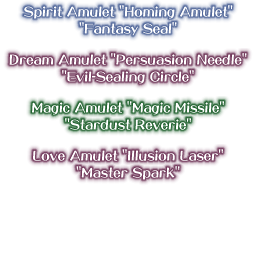 Spirit Amulet "Homing Amulet"
"Fantasy Seal"
Dream Amulet "Persuasion Needle"
"Evil-Sealing Circle"
Magic Amulet "Magic Missile"
"Stardust Reverie"
Love Amulet "Illusion Laser"
"Master Spark"